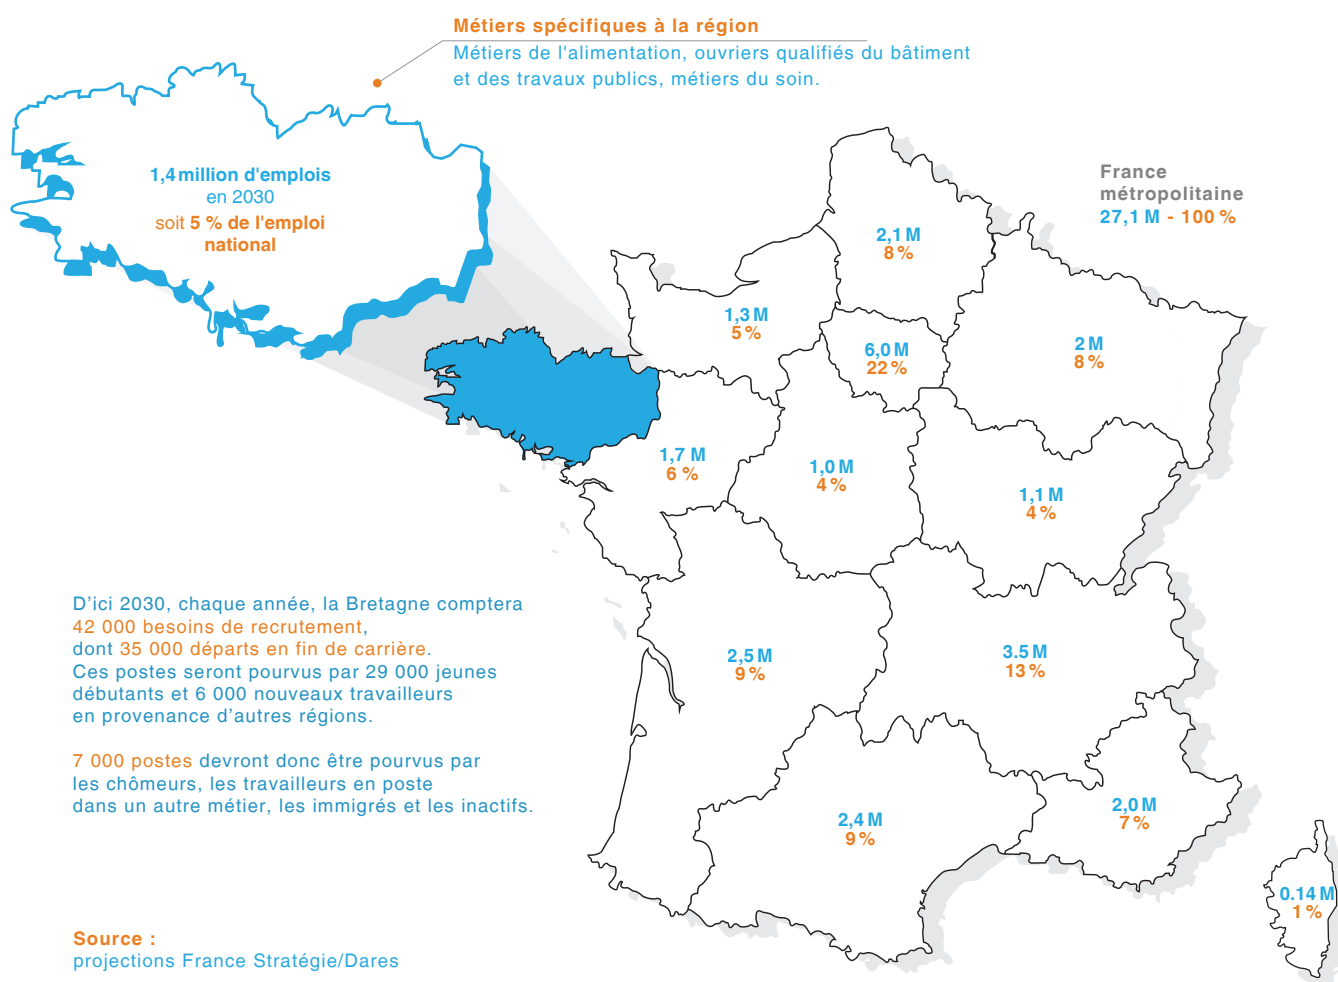 Métiers spécifiques à la région
Métiers de l'alimentation, ouvriers qualifiés du bâtiment
et des travaux publics, métiers du soin.
1,4 million d'emplois
en 2030
soit 5 % de l'emploi
national
France
métropolitaine
27,1 M - 100 %
2,1 M
8 %
1,3 M
5 %
6,0 M
22 %
2 M
8 %
1,7 M
6 %
1,0 M
4 %
1,1 M
4 %
D’ici 2030, chaque année, la Bretagne comptera
42 000 besoins de recrutement,
dont 35 000 départs en fin de carrière.
Ces postes seront pourvus par 29 000 jeunes
débutants et 6 000 nouveaux travailleurs
en provenance d’autres régions.
7 000 postes devront donc être pourvus par
les chômeurs, les travailleurs en poste
dans un autre métier, les immigrés et les inactifs.
2,5 M
9 %
3.5 M
13 %
2,4 M
9 %
2,0 M
7 %
0.14 M
1 %
Source :
projections France Stratégie/Dares